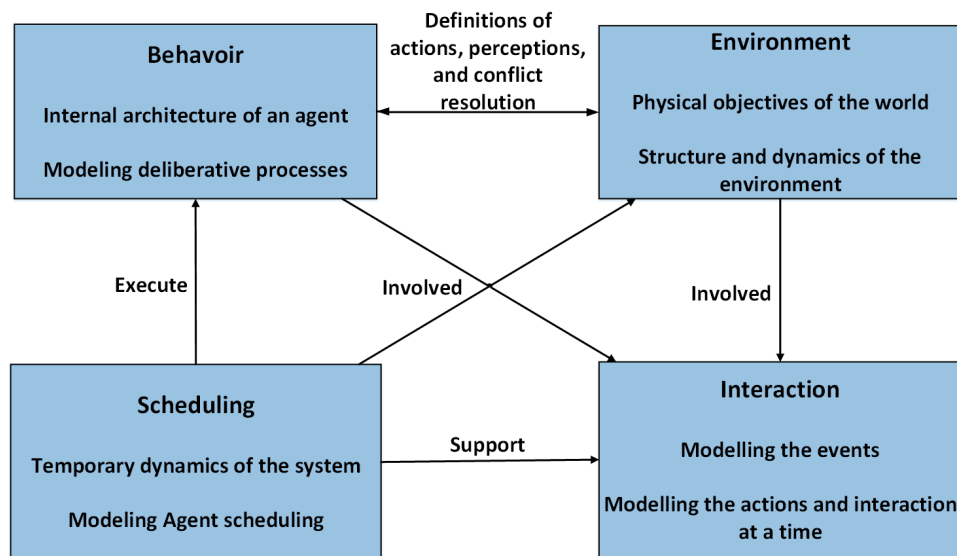 Behavoir
Internal architecture of an agent
Modeling deliberative processes
Definitions of
actions, perceptions,
and conflict
resolution
Environment
Physical objectives of the world
Structure and dynamics of the
environment
Execute
Involved
Involved
Scheduling
Temporary dynamics of the system
Modeling Agent scheduling
Support
Interaction
Modelling the events
Modelling the actions and interaction
at a time